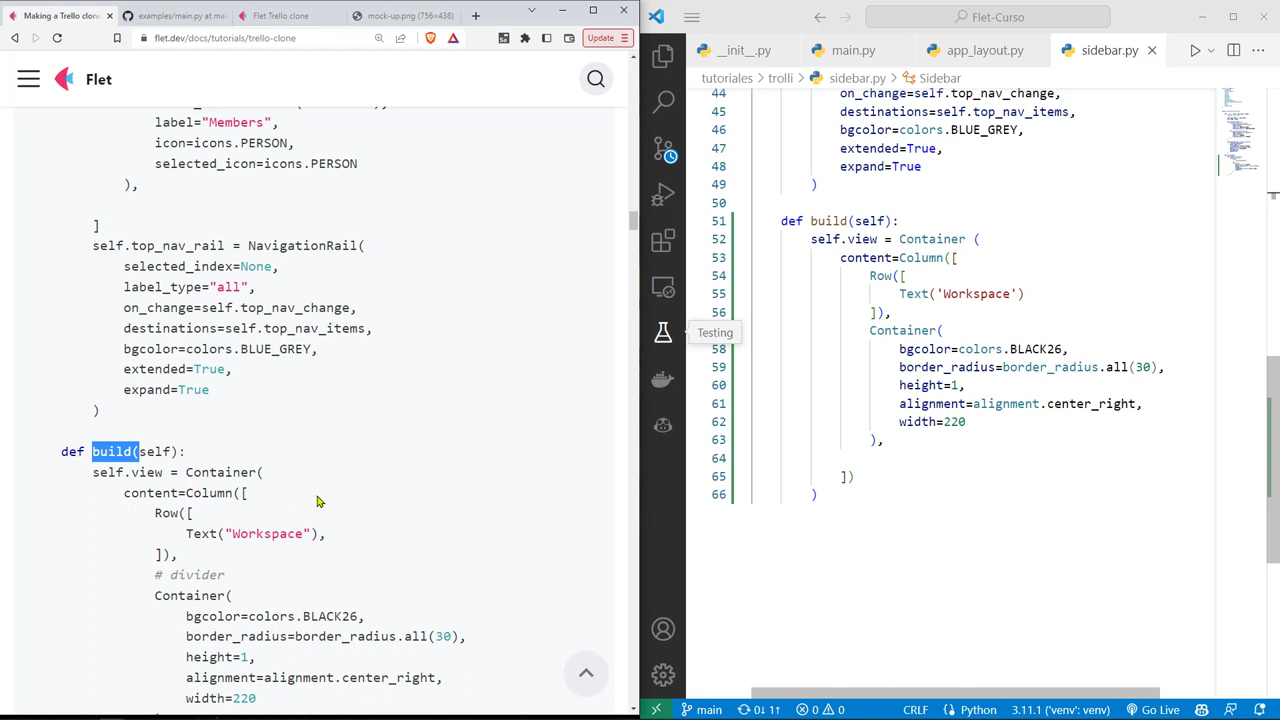 Making a Trello clone
examples/main.py at ma
Flet Trello clone
mock-up.png (756×438)
flet.dev/docs/tutorials/trello-clone
Update
Flet
label="Members",
icon=icons.PERSON,
selected_icon=icons.PERSON
),
]
self.top_nav_rail = NavigationRail(
selected_index=None,
label_type="all",
on_change=self.top_nav_change,
destinations=self.top_nav_items,
bgcolor=colors.BLUE_GREY,
extended=True,
expand=True
)
def build(self):
self.view = Container(
content=Column([
Row([
Text("Workspace"),
]),
# divider
Container(
bgcolor=colors.BLACK26,
border_radius=border_radius.all(30),
height=1,
alignment=alignment.center_right,
width=220
Flet-Curso
__init__.py
main.py
app_layout.py
sidebar.py
tutoriales > trolli > sidebar.py > Sidebar
44 on_change=self.top_nav_change,
45 destinations=self.top_nav_items,
46 bgcolor=colors.BLUE_GREY,
47 extended=True,
48 expand=True
49 )
50
51 def build(self):
52 self.view = Container (
53 content=Column([
54 Row([
55 Text('Workspace')
56 ]),
Container(
58 bgcolor=colors.BLACK26,
59 border_radius=border_radius.all(30),
60 height=1,
61 alignment=alignment.center_right,
62 width=220
63 ),
64
65 ])
66 )
Testing
main
0↓ 1↑
0
0
CRLF
Python
3.11.1 ('venv': venv)
Go Live